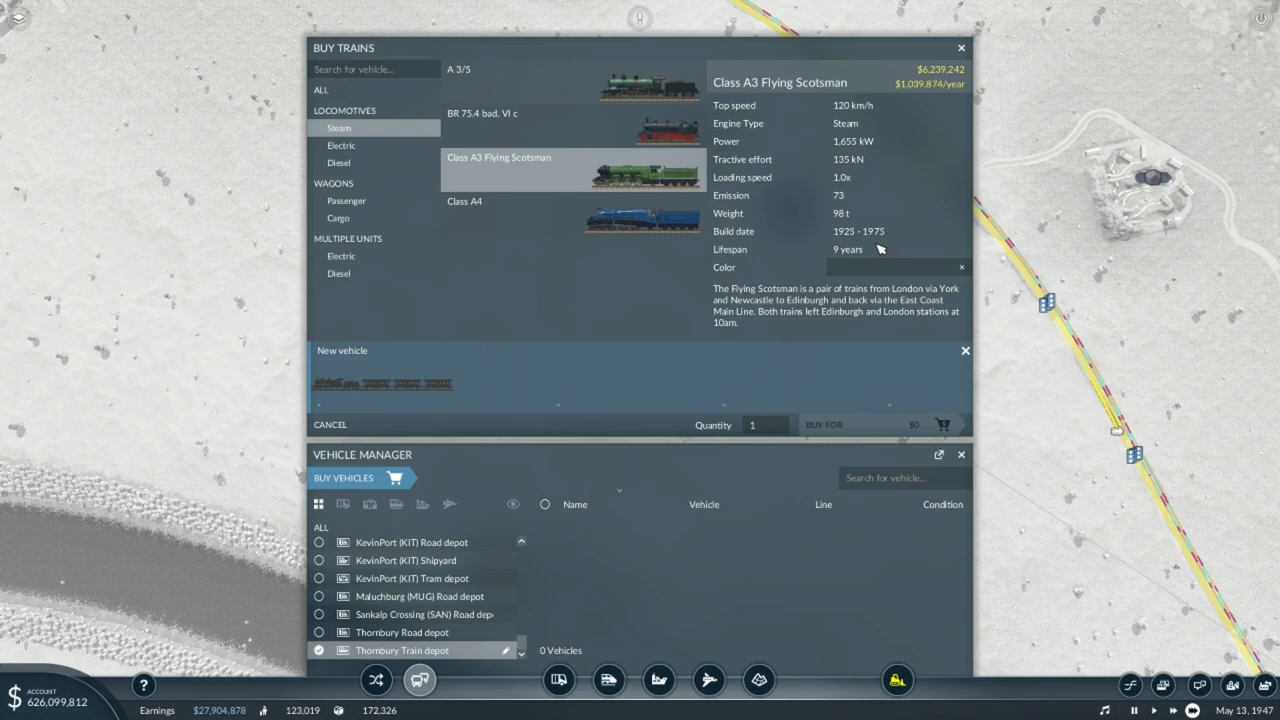 BUY TRAINS
Search for vehicle...
ALL
LOCOMOTIVES
Steam
Electric
Diesel
WAGONS
Passenger
Cargo
MULTIPLE UNITS
Electric
Diesel
A 3/5
BR 75.4 bad. VI c
Class A3 Flying Scotsman
Class A4
$6,239,242
Class A3 Flying Scotsman
$1,039,874/year
Top speed 120 km/h
Engine Type Steam
Power 1,655 kW
Tractive effort 135 kN
Loading speed 1.0x
Emission 73
Weight 98 t
Build date 1925 - 1975
Lifespan 9 years
Color
The Flying Scotsman is a pair of trains from London via York
and Newcastle to Edinburgh and back via the East Coast
Main Line. Both trains left Edinburgh and London stations at
10am.
New vehicle
- - - -
CANCEL Quantity 1 BUY FOR $0
VEHICLE MANAGER
BUY VEHICLES
Search for vehicle...
Name Vehicle Line Condition
ALL
KevinPort (KIT) Road depot
KevinPort (KIT) Shipyard
KevinPort (KIT) Tram depot
Maluchburg (MUG) Road depot
Sankalp Crossing (SAN) Road depo
Thornbury Road depot
Thornbury Train depot
0 Vehicles
$ ACCOUNT
626,099,812
?
Earnings $27,904,878 123,019 172,326
May 13, 1947